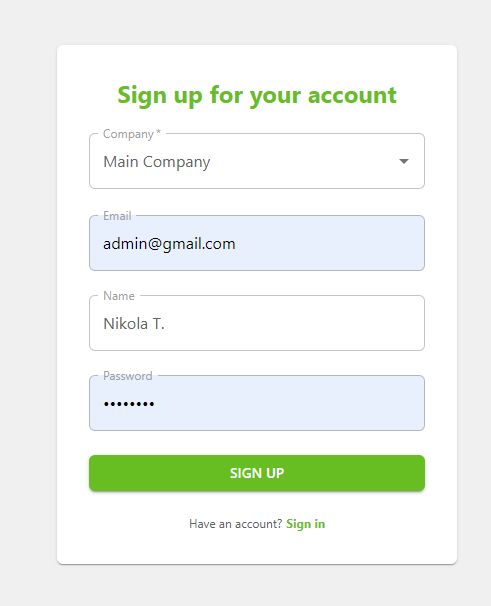 Sign up for your account
Company *
Main Company
Email
admin@gmail.com
Name
Nikola T.
Password
••••••••
SIGN UP
Have an account? Sign in